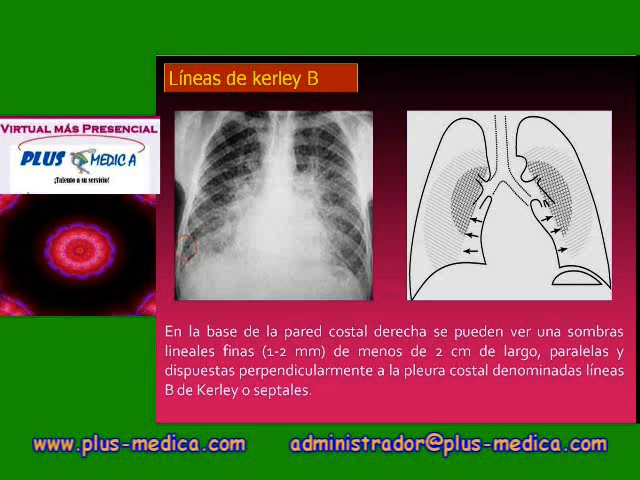 Líneas de kerley B
VIRTUAL MÁS PRESENCIAL
PLUS MEDICA
¡Talento a su servicio!
En la base de la pared costal derecha se pueden ver una sombras
lineales finas (1-2 mm) de menos de 2 cm de largo, paralelas y
dispuestas perpendicularmente a la pleura costal denominadas líneas
B de Kerley o septales.
www.plus-medica.com administrador@plus-medica.com